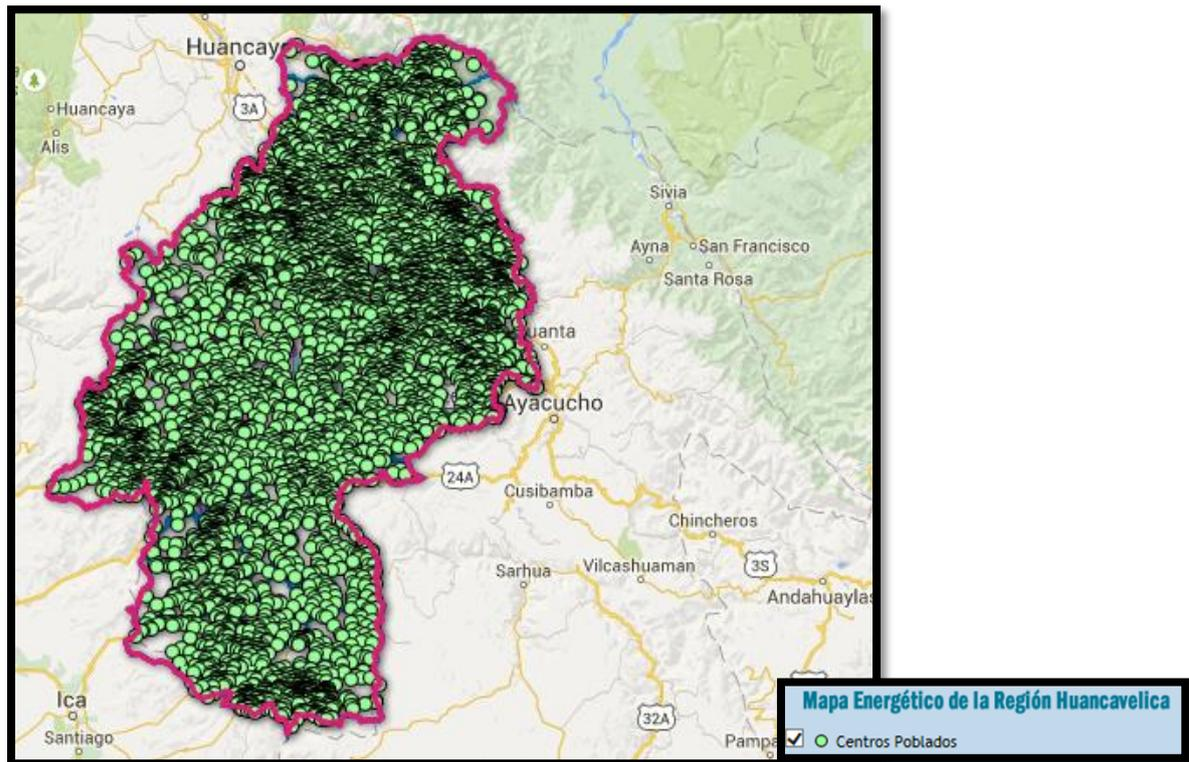 Huancayo
3A
Huancaya
Alis
Sivia
Ayna
San Francisco
Santa Rosa
uanta
Ayacucho
24A
Cusibamba
Chincheros
3S
Sarhua
Vilcashuaman
Andahuaylas
Ica
Santiago
32A
Pampa
Mapa Energético de la Región Huancavelica
Centros Poblados